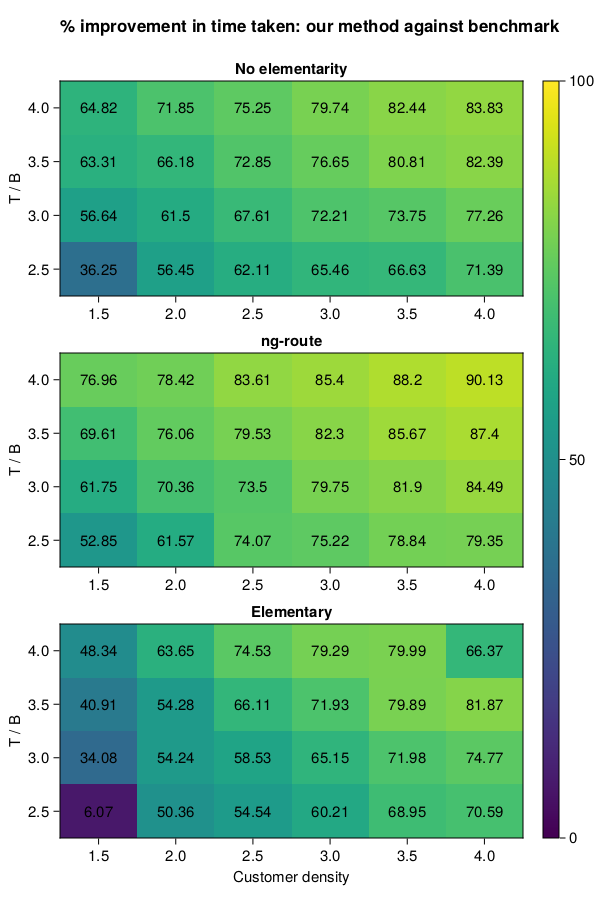 % improvement in time taken: our method against benchmark
No elementarity
4.0 64.82 71.85 75.25 79.74 82.44 83.83
3.5 63.31 66.18 72.85 76.65 80.81 82.39
3.0 56.64 61.5 67.61 72.21 73.75 77.26
2.5 36.25 56.45 62.11 65.46 66.63 71.39
T / B
1.5 2.0 2.5 3.0 3.5 4.0
ng-route
4.0 76.96 78.42 83.61 85.4 88.2 90.13
3.5 69.61 76.06 79.53 82.3 85.67 87.4
3.0 61.75 70.36 73.5 79.75 81.9 84.49
2.5 52.85 61.57 74.07 75.22 78.84 79.35
T / B
1.5 2.0 2.5 3.0 3.5 4.0
Elementary
4.0 48.34 63.65 74.53 79.29 79.99 66.37
3.5 40.91 54.28 66.11 71.93 79.89 81.87
3.0 34.08 54.24 58.53 65.15 71.98 74.77
2.5 6.07 50.36 54.54 60.21 68.95 70.59
T / B
1.5 2.0 2.5 3.0 3.5 4.0
Customer density
100
50
0